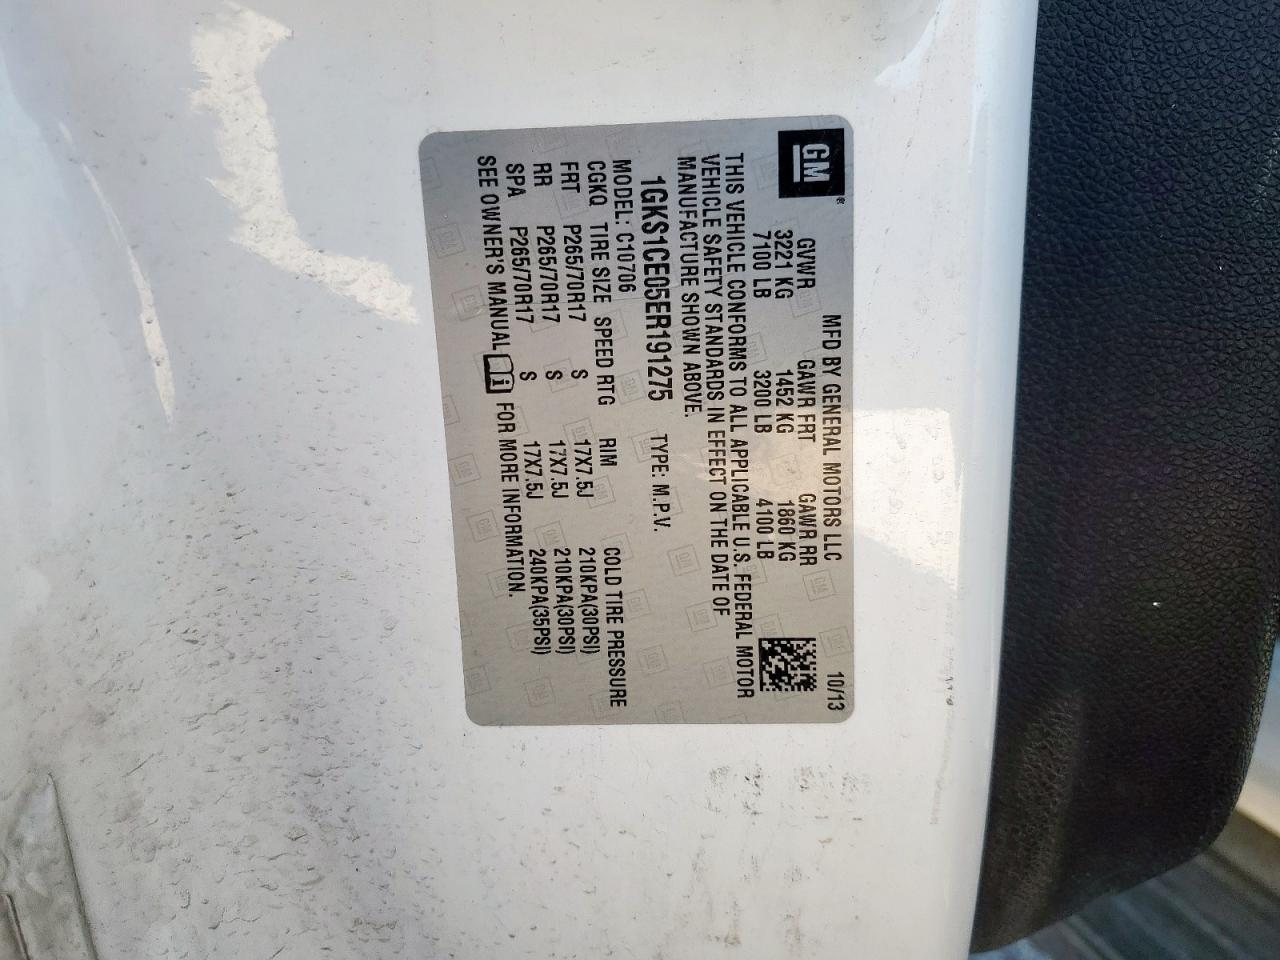 GM ®
MFD BY GENERAL MOTORS LLC 10/13
GVWR GAWR FRT GAWR RR
3221 KG 1452 KG 1860 KG
7100 LB 3200 LB 4100 LB
THIS VEHICLE CONFORMS TO ALL APPLICABLE U.S. FEDERAL MOTOR
VEHICLE SAFETY STANDARDS IN EFFECT ON THE DATE OF
MANUFACTURE SHOWN ABOVE.
1GKS1CE05ER191275 TYPE: M.P.V.
MODEL: C10706
CGKQ TIRE SIZE SPEED RTG RIM COLD TIRE PRESSURE
FRT P265/70R17 S 17X7.5J 210KPA(30PSI)
RR P265/70R17 S 17X7.5J 210KPA(30PSI)
SPA P265/70R17 S 17X7.5J 240KPA(35PSI)
SEE OWNER'S MANUAL i FOR MORE INFORMATION.